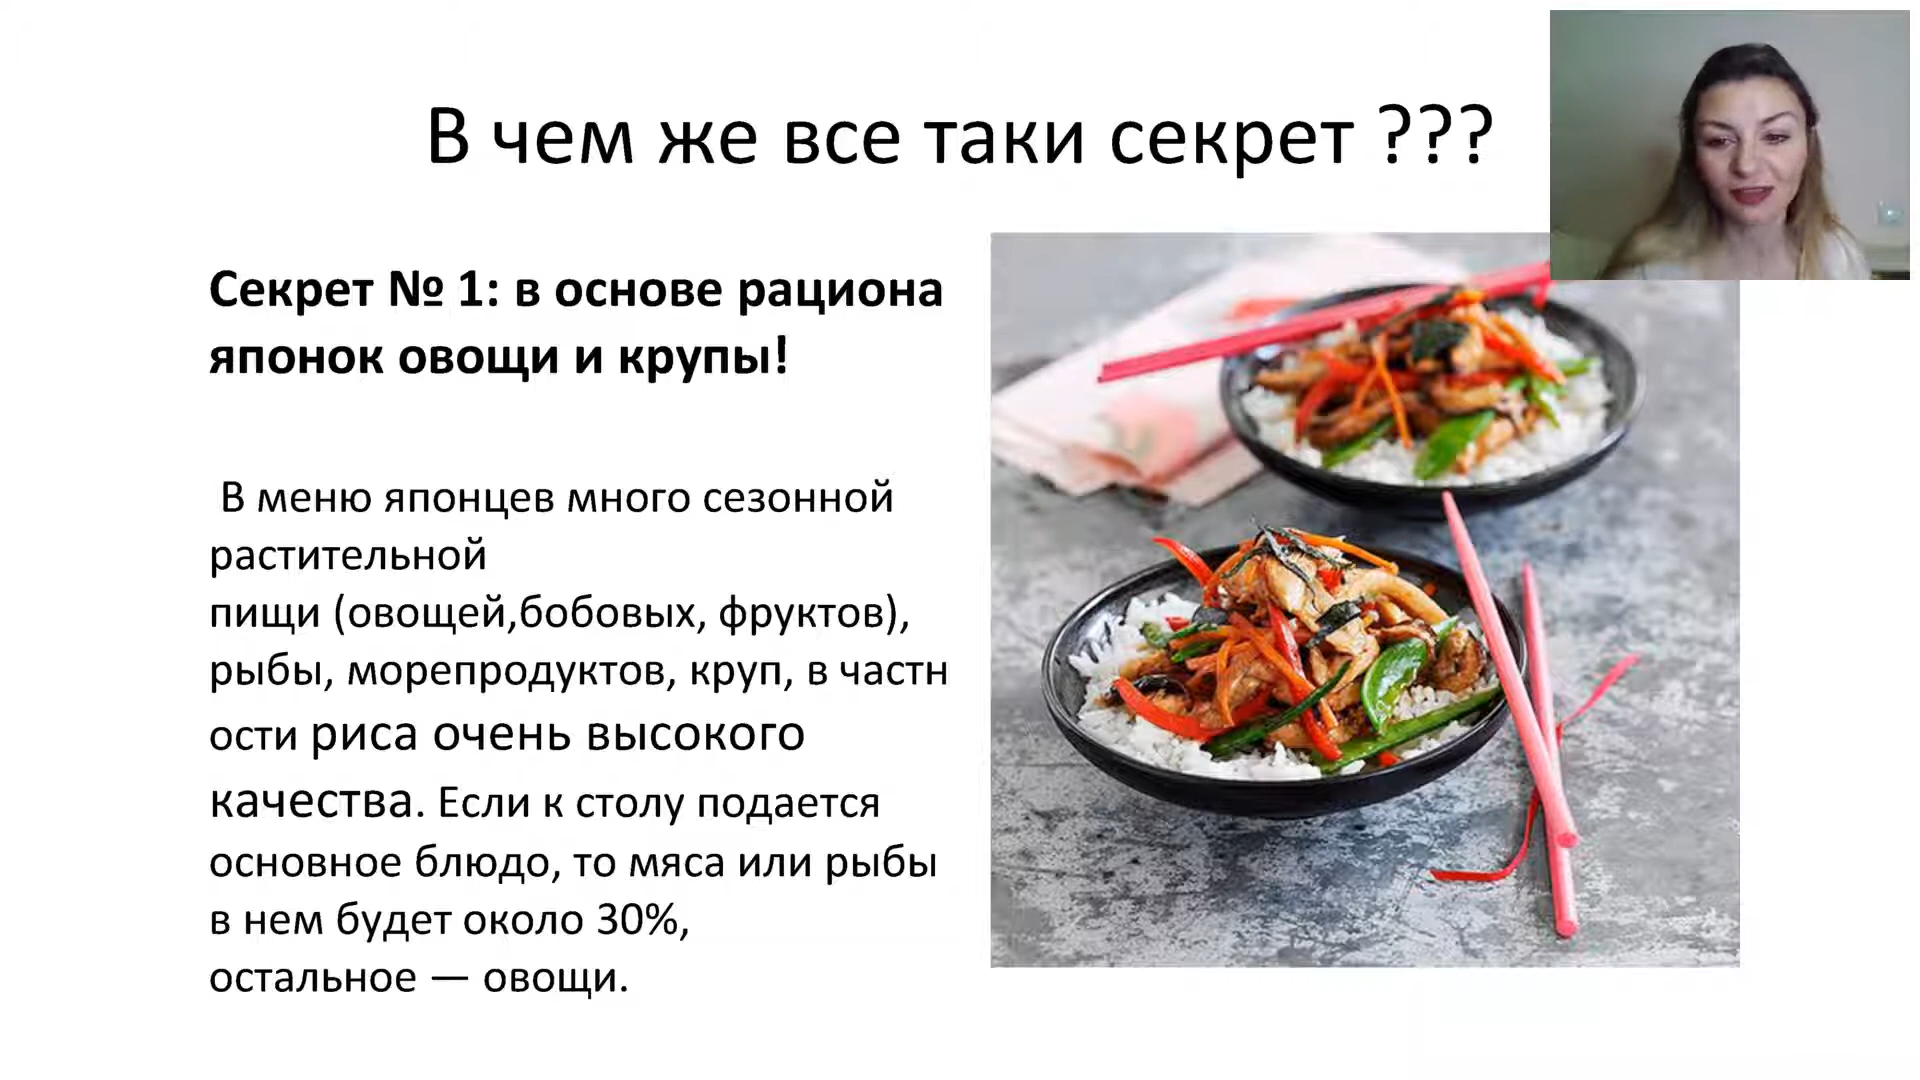 В чем же все таки секрет ???
Секрет № 1: в основе рациона
японок овощи и крупы!
В меню японцев много сезонной
растительной
пищи (овощей,бобовых, фруктов),
рыбы, морепродуктов, круп, в частн
ости риса очень высокого
качества. Если к столу подается
основное блюдо, то мяса или рыбы
в нем будет около 30%,
остальное — овощи.